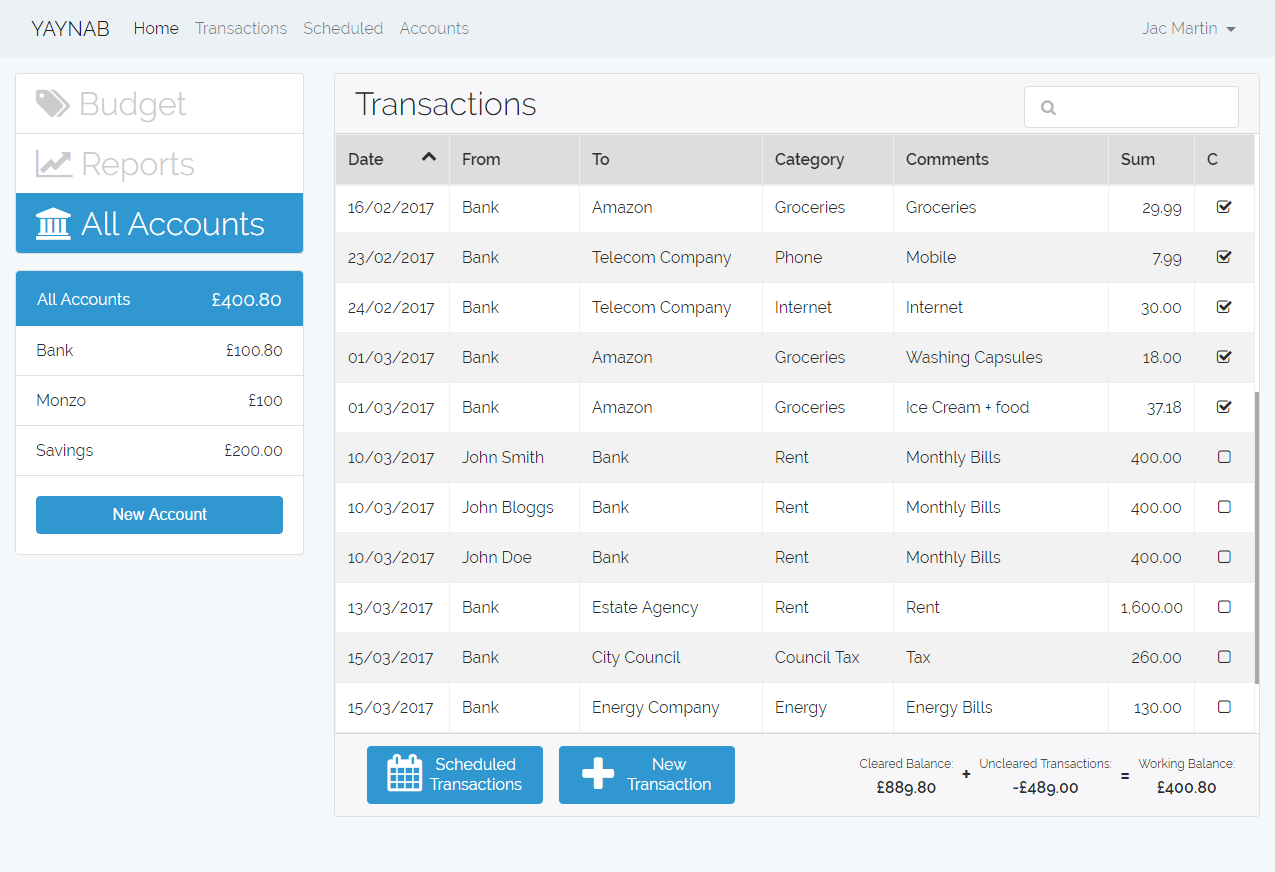 YAYNAB Home Transactions Scheduled Accounts Jac Martin
Budget
Reports
All Accounts
All Accounts £400.80
Bank £100.80
Monzo £100
Savings £200.00
New Account
Transactions
Date From To Category Comments Sum C
16/02/2017 Bank Amazon Groceries Groceries 29.99
23/02/2017 Bank Telecom Company Phone Mobile 7.99
24/02/2017 Bank Telecom Company Internet Internet 30.00
01/03/2017 Bank Amazon Groceries Washing Capsules 18.00
01/03/2017 Bank Amazon Groceries Ice Cream + food 37.18
10/03/2017 John Smith Bank Rent Monthly Bills 400.00
10/03/2017 John Bloggs Bank Rent Monthly Bills 400.00
10/03/2017 John Doe Bank Rent Monthly Bills 400.00
13/03/2017 Bank Estate Agency Rent Rent 1,600.00
15/03/2017 Bank City Council Council Tax Tax 260.00
15/03/2017 Bank Energy Company Energy Energy Bills 130.00
Scheduled
Transactions
New
Transaction
Cleared Balance: + Uncleared Transactions: = Working Balance:
£889.80 -£489.00 £400.80